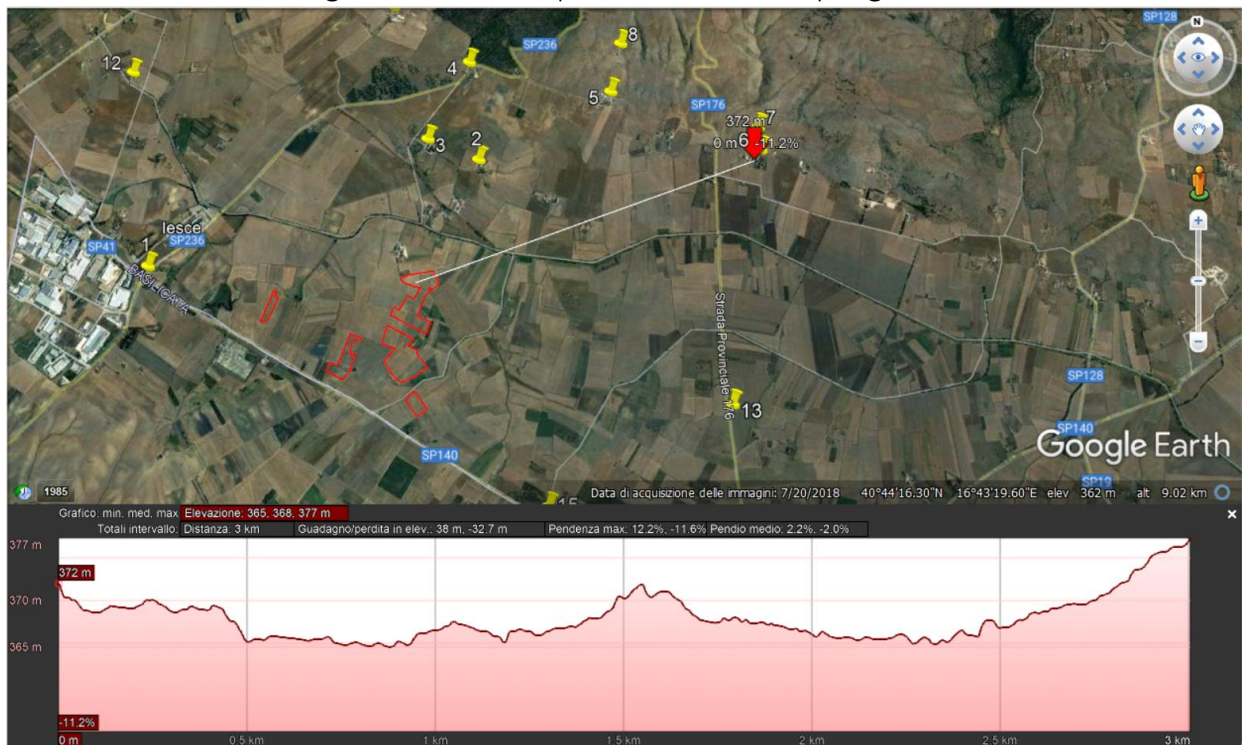 SP128
N
SP236
8
12
4
5
SP176
372 m 7
0 m 6 -11.2%
3
2
Iesce
SP41
SP236
1
BASILICATA
Strada Provinciale 176
SP128
13
SP140
SP140
Google Earth
SP19
15
1985
Data di acquisizione delle immagini: 7/20/2018 40°44'16.30"N 16°43'19.60"E elev 362 m alt 9.02 km
Grafico: min. med. max Elevazione: 365, 368, 377 m
Totali intervallo: Distanza: 3 km Guadagno/perdita in elev.: 38 m, -32.7 m Pendenza max: 12.2%, -11.6% Pendio medio: 2.2%, -2.0%
377 m
372 m
370 m
365 m
-11.2%
0 m 0.5 km 1 km 1.5 km 2 km 2.5 km 3 km